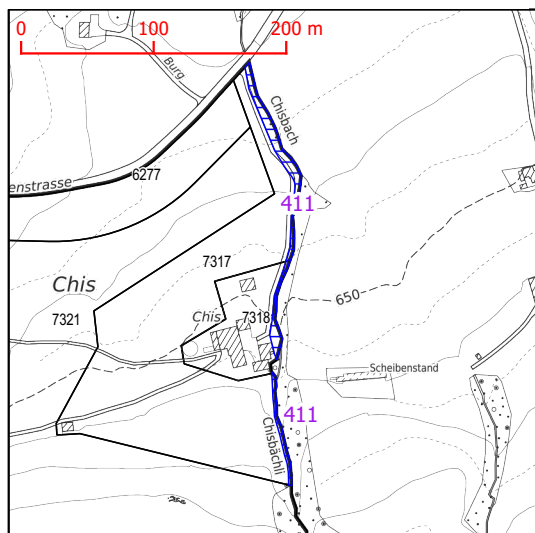 0 100 200 m
Burg
Chisbach
enstrasse
6277
411
7317
Chis
650
7321
Chis
7318
Scheibenstand
411
Chisbächli